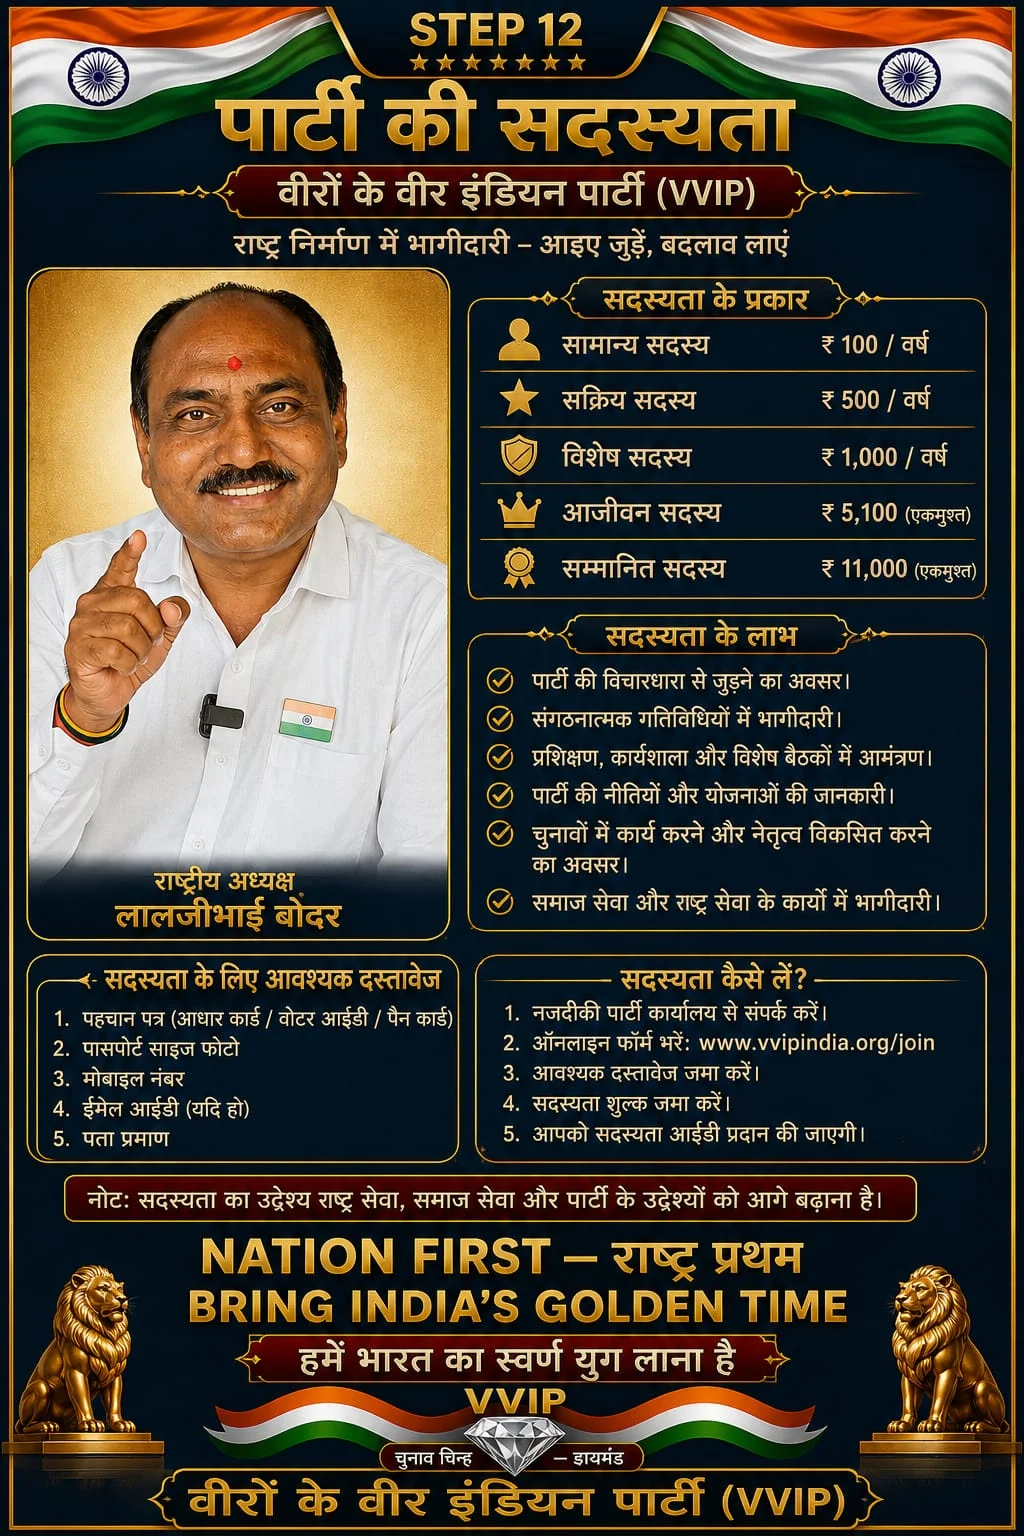 STEP 12
पार्टी की सदस्यता
वीरों के वीर इंडियन पार्टी (VVIP)
राष्ट्र निर्माण में भागीदारी – आइए जुड़ें, बदलाव लाएं
सदस्यता के प्रकार
सामान्य सदस्य ₹ 100 / वर्ष
सक्रिय सदस्य ₹ 500 / वर्ष
विशेष सदस्य ₹ 1,000 / वर्ष
आजीवन सदस्य ₹ 5,100 (एकमुश्त)
सम्मानित सदस्य ₹ 11,000 (एकमुश्त)
राष्ट्रीय अध्यक्ष
लालजीभाई बोदर
सदस्यता के लाभ
पार्टी की विचारधारा से जुड़ने का अवसर।
संगठनात्मक गतिविधियों में भागीदारी।
प्रशिक्षण, कार्यशाला और विशेष बैठकों में आमंत्रण।
पार्टी की नीतियों और योजनाओं की जानकारी।
चुनावों में कार्य करने और नेतृत्व विकसित करने
का अवसर।
समाज सेवा और राष्ट्र सेवा के कार्यो में भागीदारी।
सदस्यता के लिए आवश्यक दस्तावेज
1. पहचान पत्र (आधार कार्ड / वोटर आईडी / पैन कार्ड)
2. पासपोर्ट साइज फोटो
3. मोबाइल नंबर
4. ईमेल आईडी (यदि हो)
5. पता प्रमाण
सदस्यता कैसे लें?
1. नजदीकी पार्टी कार्यालय से संपर्क करें।
2. ऑनलाइन फॉर्म भरें: www.vvipindia.org/join
3. आवश्यक दस्तावेज जमा करें।
4. सदस्यता शुल्क जमा करें।
5. आपको सदस्यता आईडी प्रदान की जाएगी।
नोट: सदस्यता का उद्देश्य राष्ट्र सेवा, समाज सेवा और पार्टी के उद्देश्यों को आगे बढ़ाना है।
NATION FIRST – राष्ट्र प्रथम
BRING INDIA'S GOLDEN TIME
हमें भारत का स्वर्ण युग लाना है
VVIP
चुनाव चिन्ह – डायमंड
वीरों के वीर इंडियन पार्टी (VVIP)